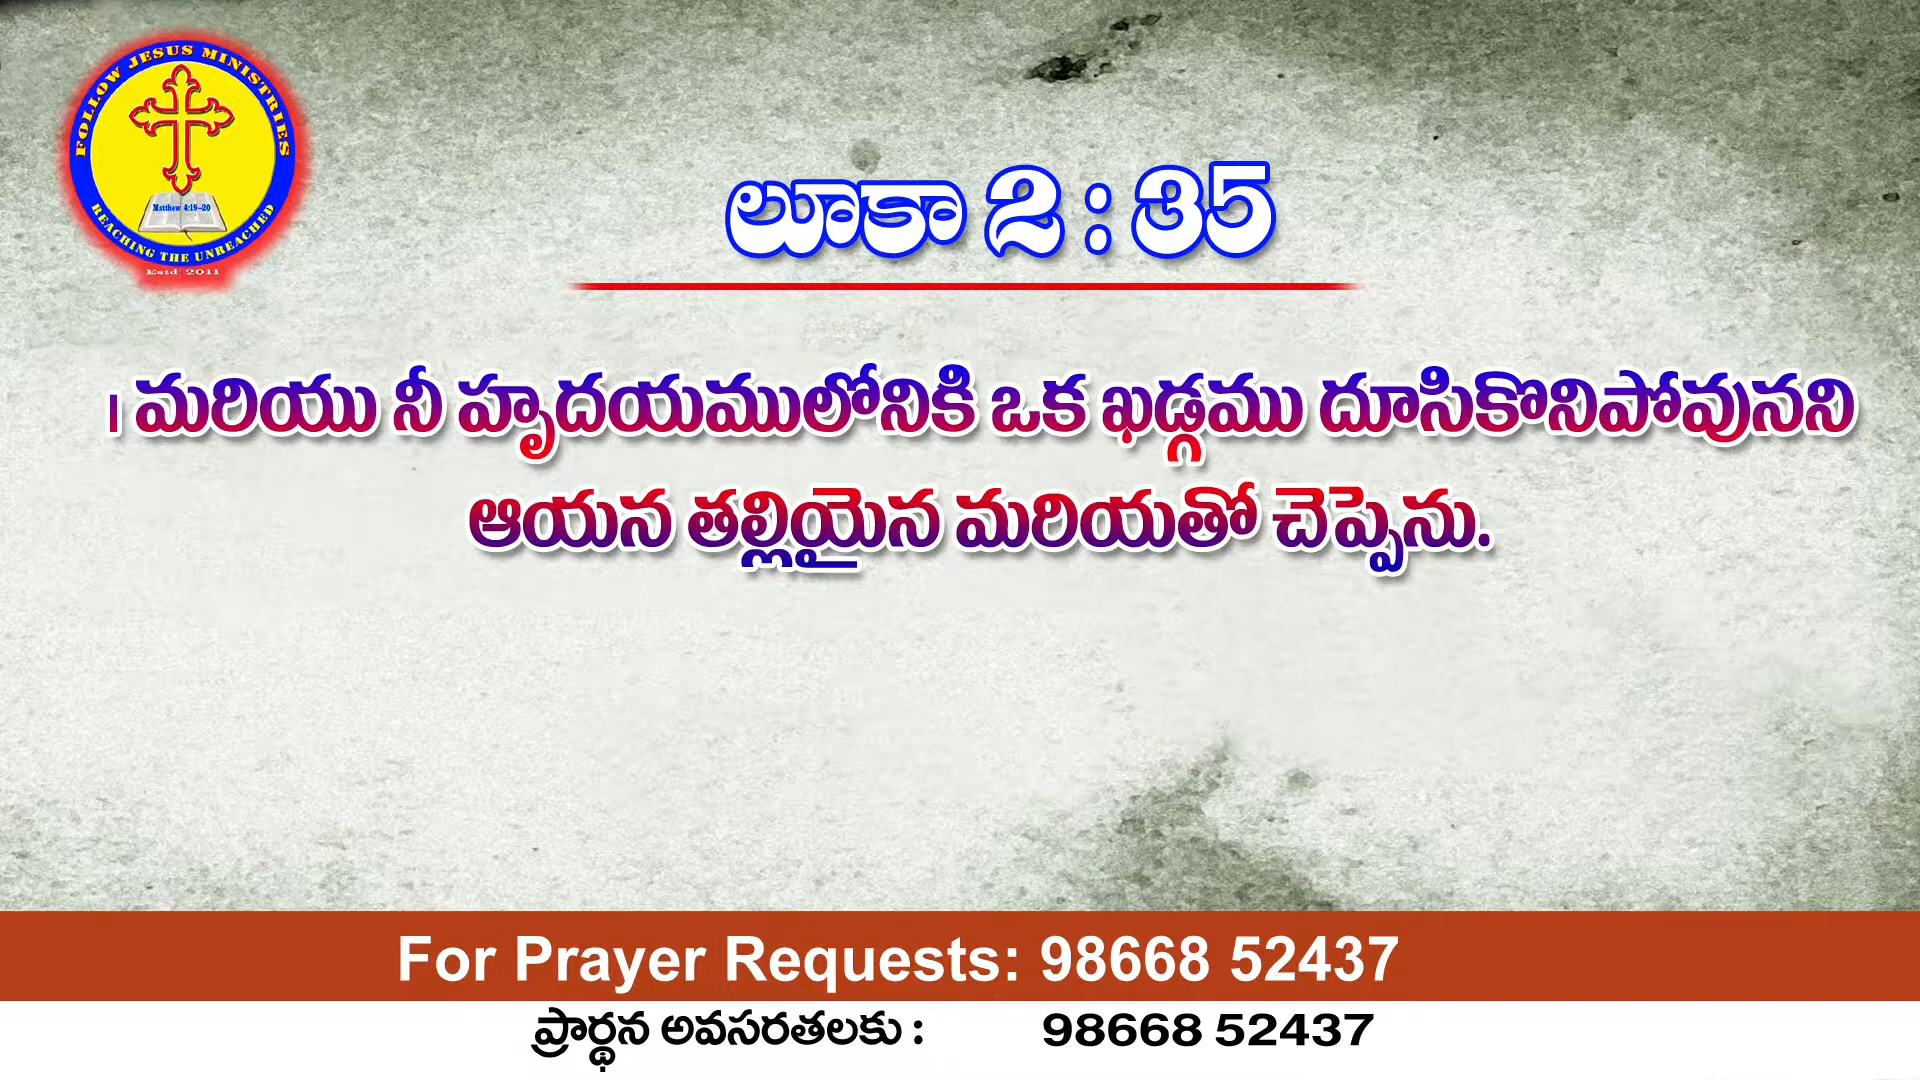 FOLLOW JESUS MINISTRIES
Matthew 4:19-20
REACHING THE UNREACHED
Estd: 2011
లూకా 2 : 35
। మరియు నీ హృదయములోనికి ఒక ఖడ్గము దూసికొనిపోవునని
ఆయన తల్లియైన మరియతో చెప్పెను.
For Prayer Requests: 98668 52437
ప్రార్థన అవసరతలకు : 98668 52437